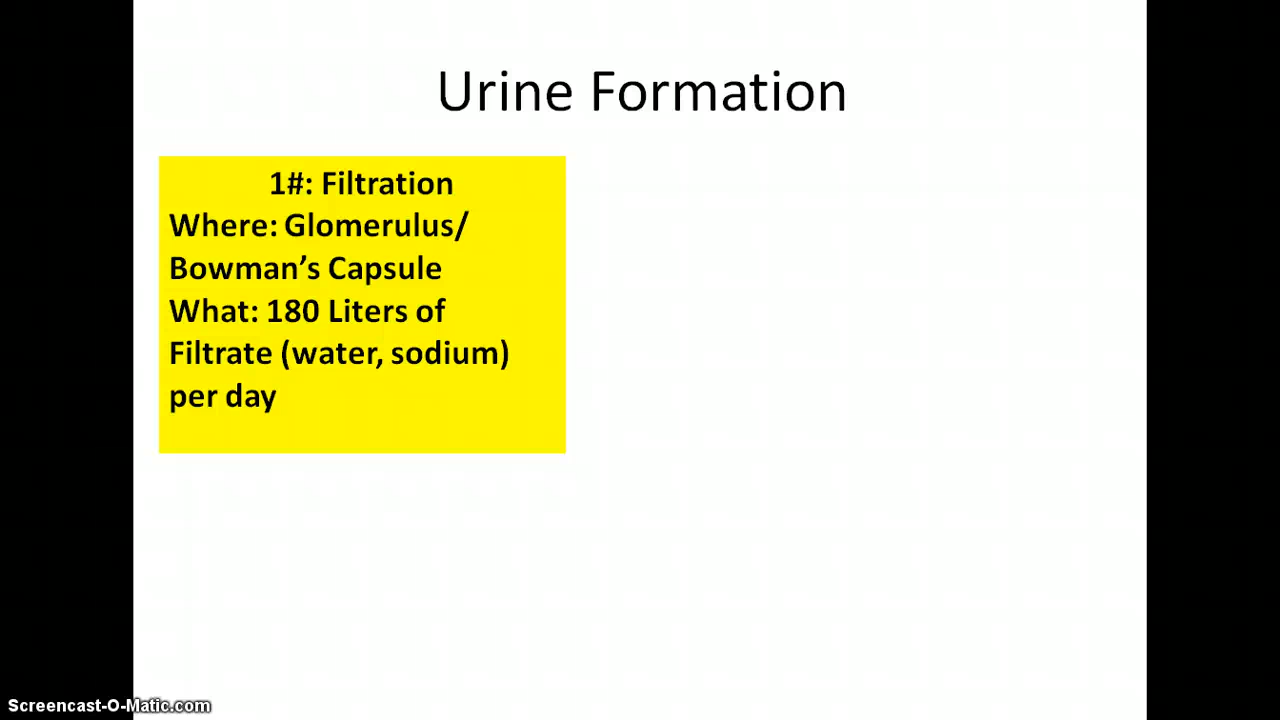 Urine Formation
1#: Filtration
Where: Glomerulus/
Bowman’s Capsule
What: 180 Liters of
Filtrate (water, sodium)
per day
Screencast-O-Matic.com